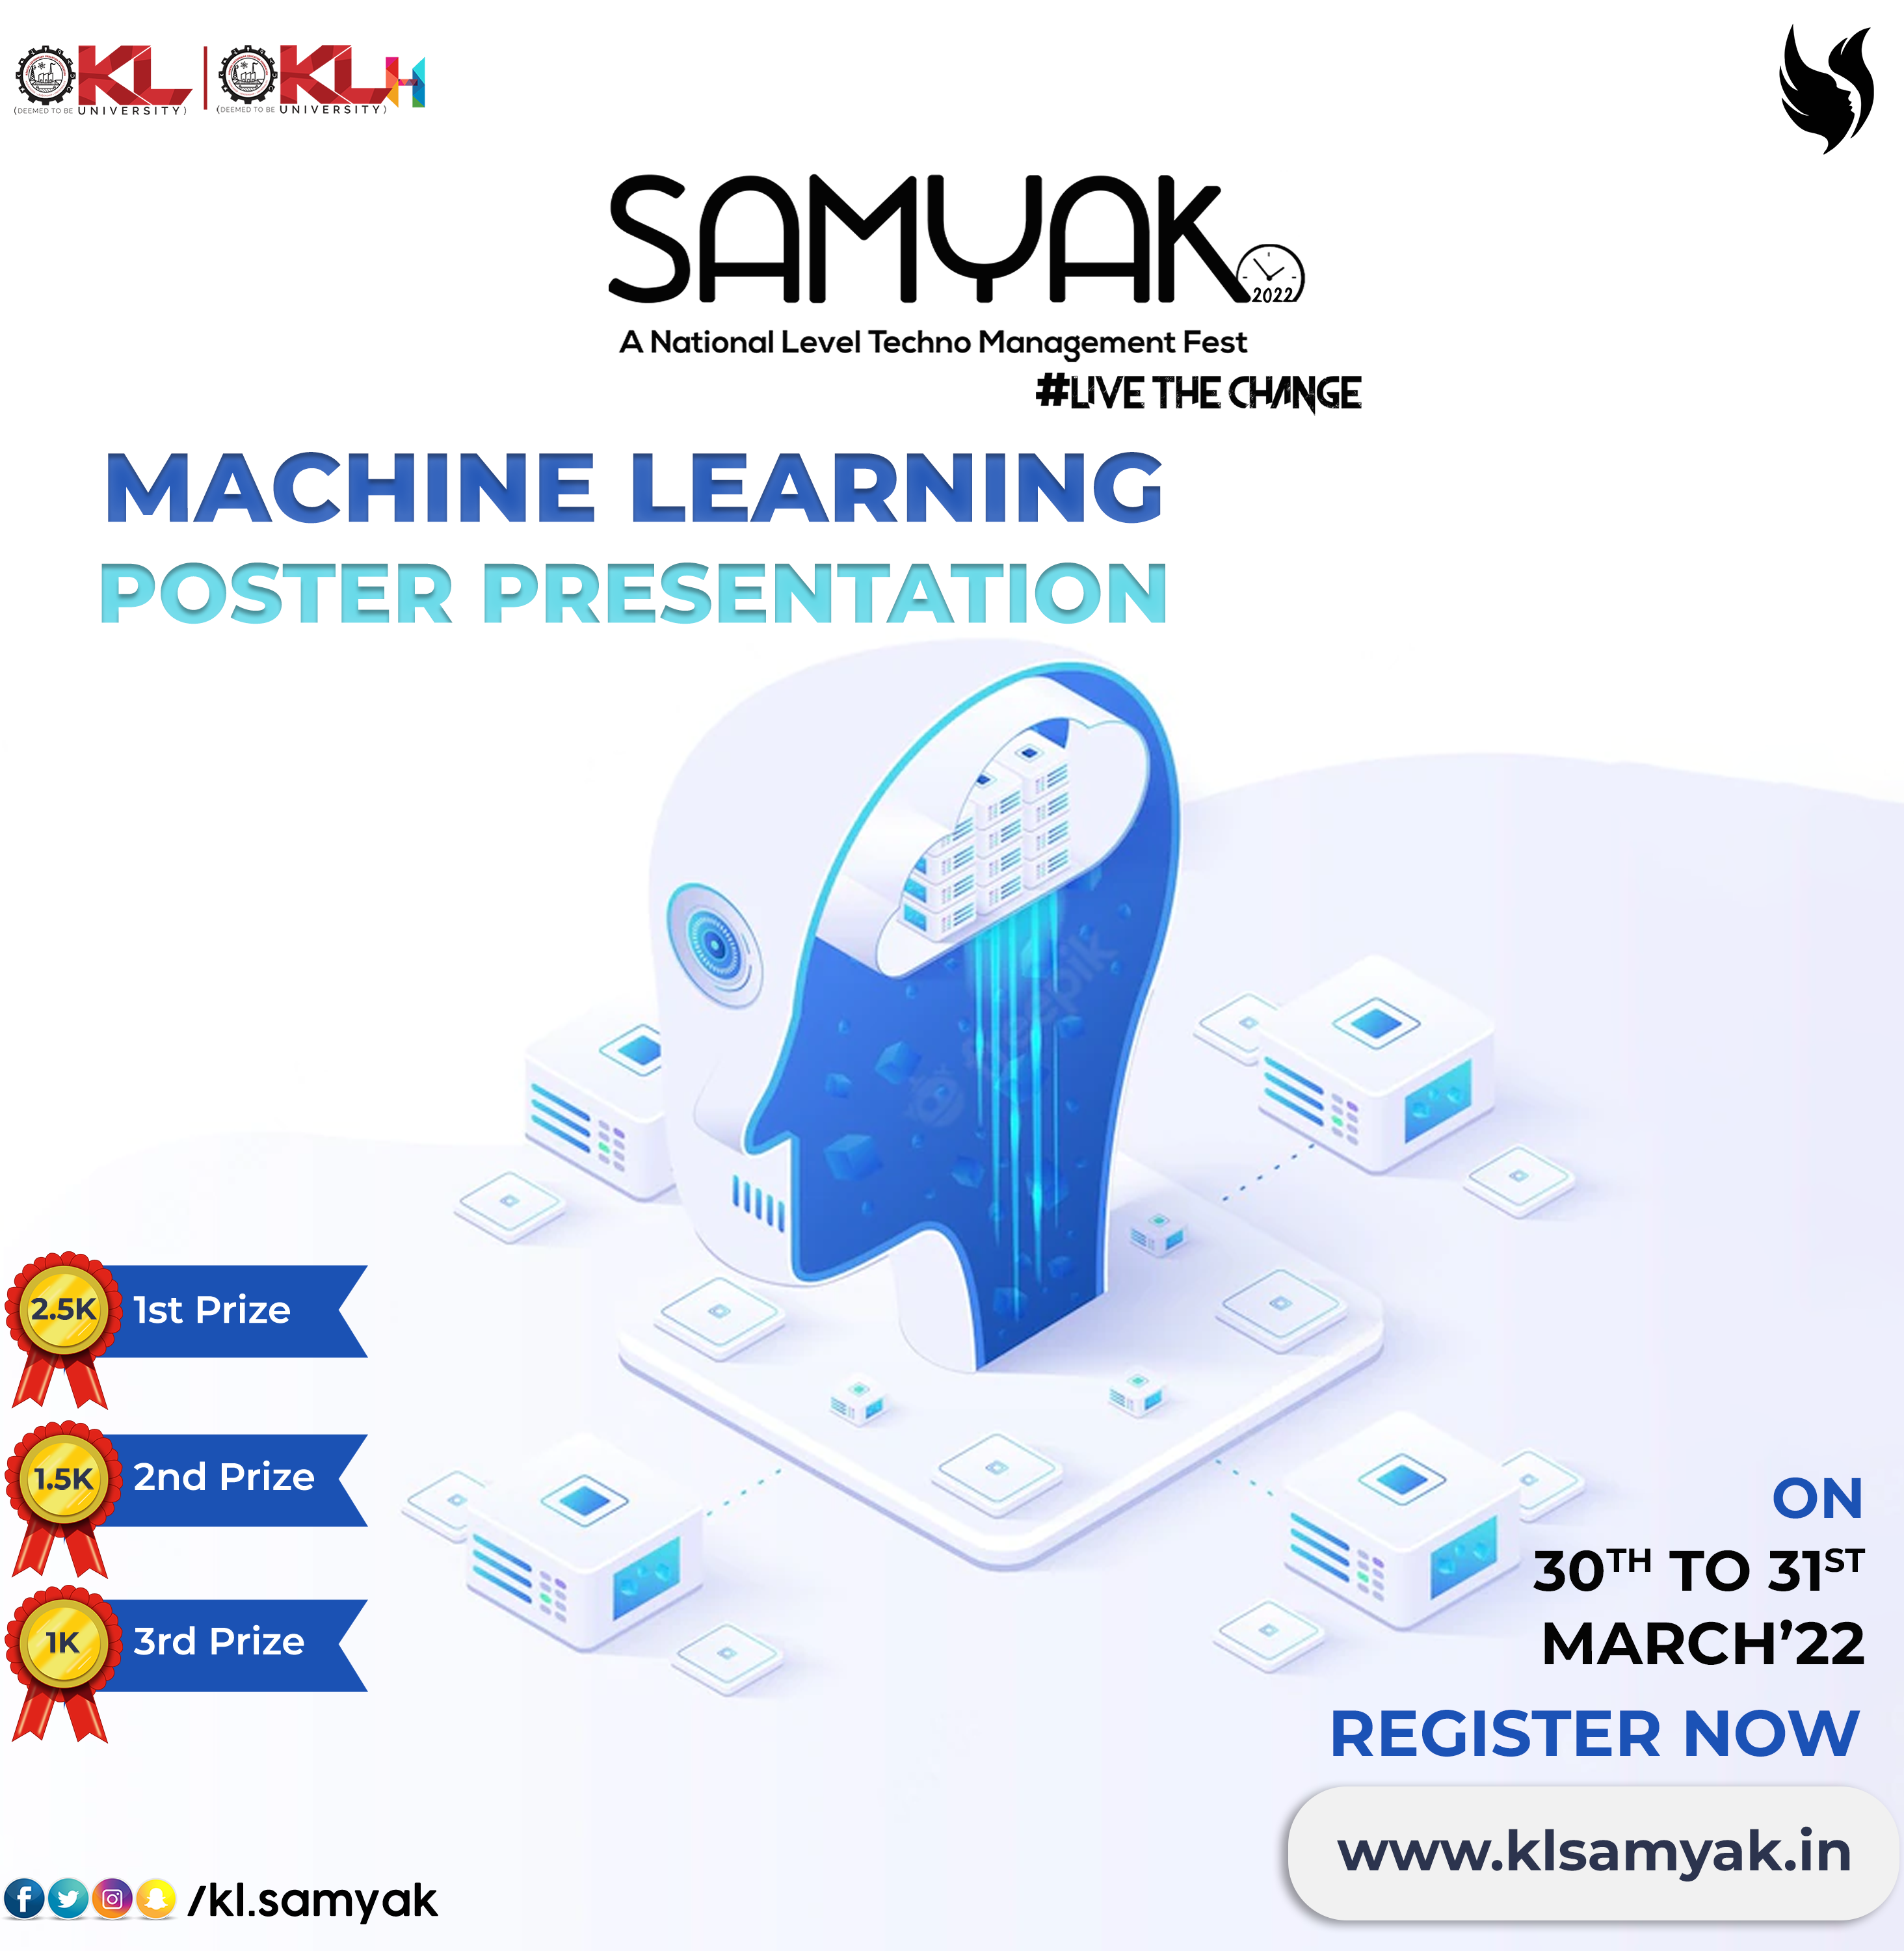 KL | KLH
(DEEMED TO BE UNIVERSITY) (DEEMED TO BE UNIVERSITY)
SAMYAK
2022
A National Level Techno Management Fest
#LIVE THE CHANGE
MACHINE LEARNING
POSTER PRESENTATION
freepik
2.5K 1st Prize
1.5K 2nd Prize
1K 3rd Prize
ON
30TH TO 31ST
MARCH’22
REGISTER NOW
www.klsamyak.in
/kl.samyak